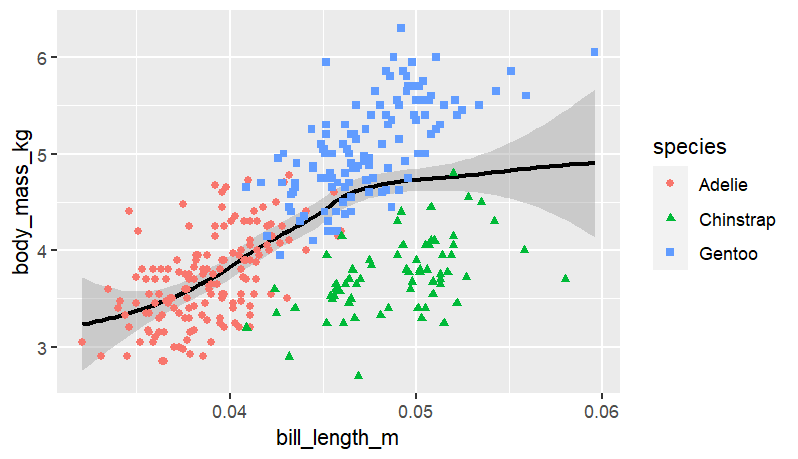 body_mass_kg
6
5
4
3
0.04
0.05
0.06
bill_length_m
species
Adelie
Chinstrap
Gentoo